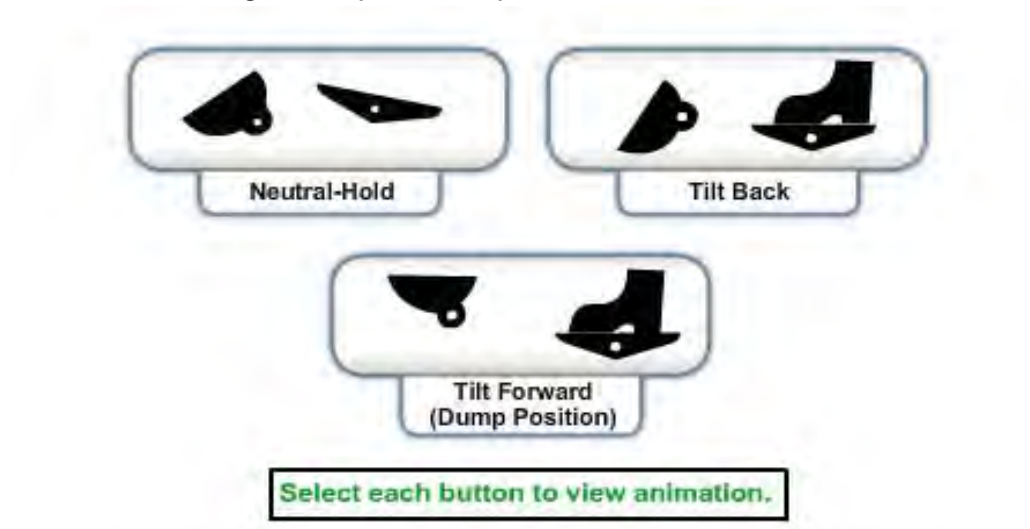 Neutral-Hold
Tilt Back
Tilt Forward
(Dump Position)
Select each button to view animation.